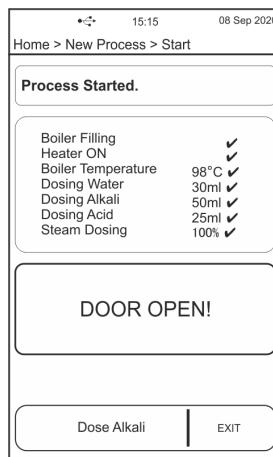 15:15 08 Sep 2020
Home > New Process > Start
Process Started.
Boiler Filling ✔
Heater ON ✔
Boiler Temperature 98°C ✔
Dosing Water 30ml ✔
Dosing Alkali 50ml ✔
Dosing Acid 25ml ✔
Steam Dosing 100% ✔
DOOR OPEN!
Dose Alkali EXIT